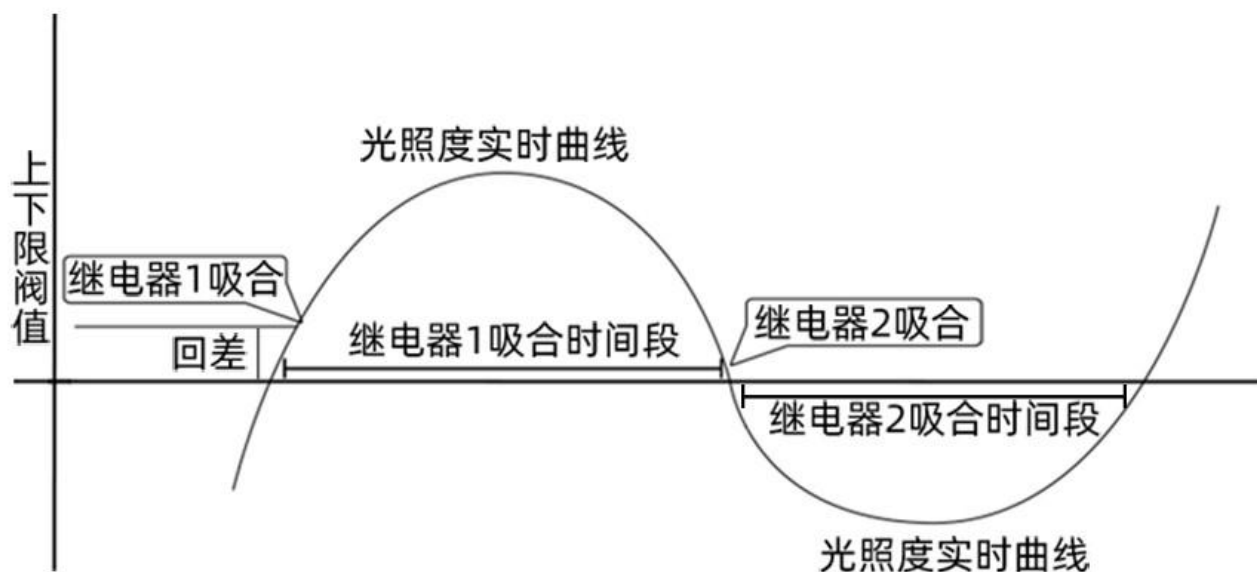 光照度实时曲线
上下限阀值
继电器1吸合
继电器2吸合
回差
继电器1吸合时间段
继电器2吸合时间段
光照度实时曲线